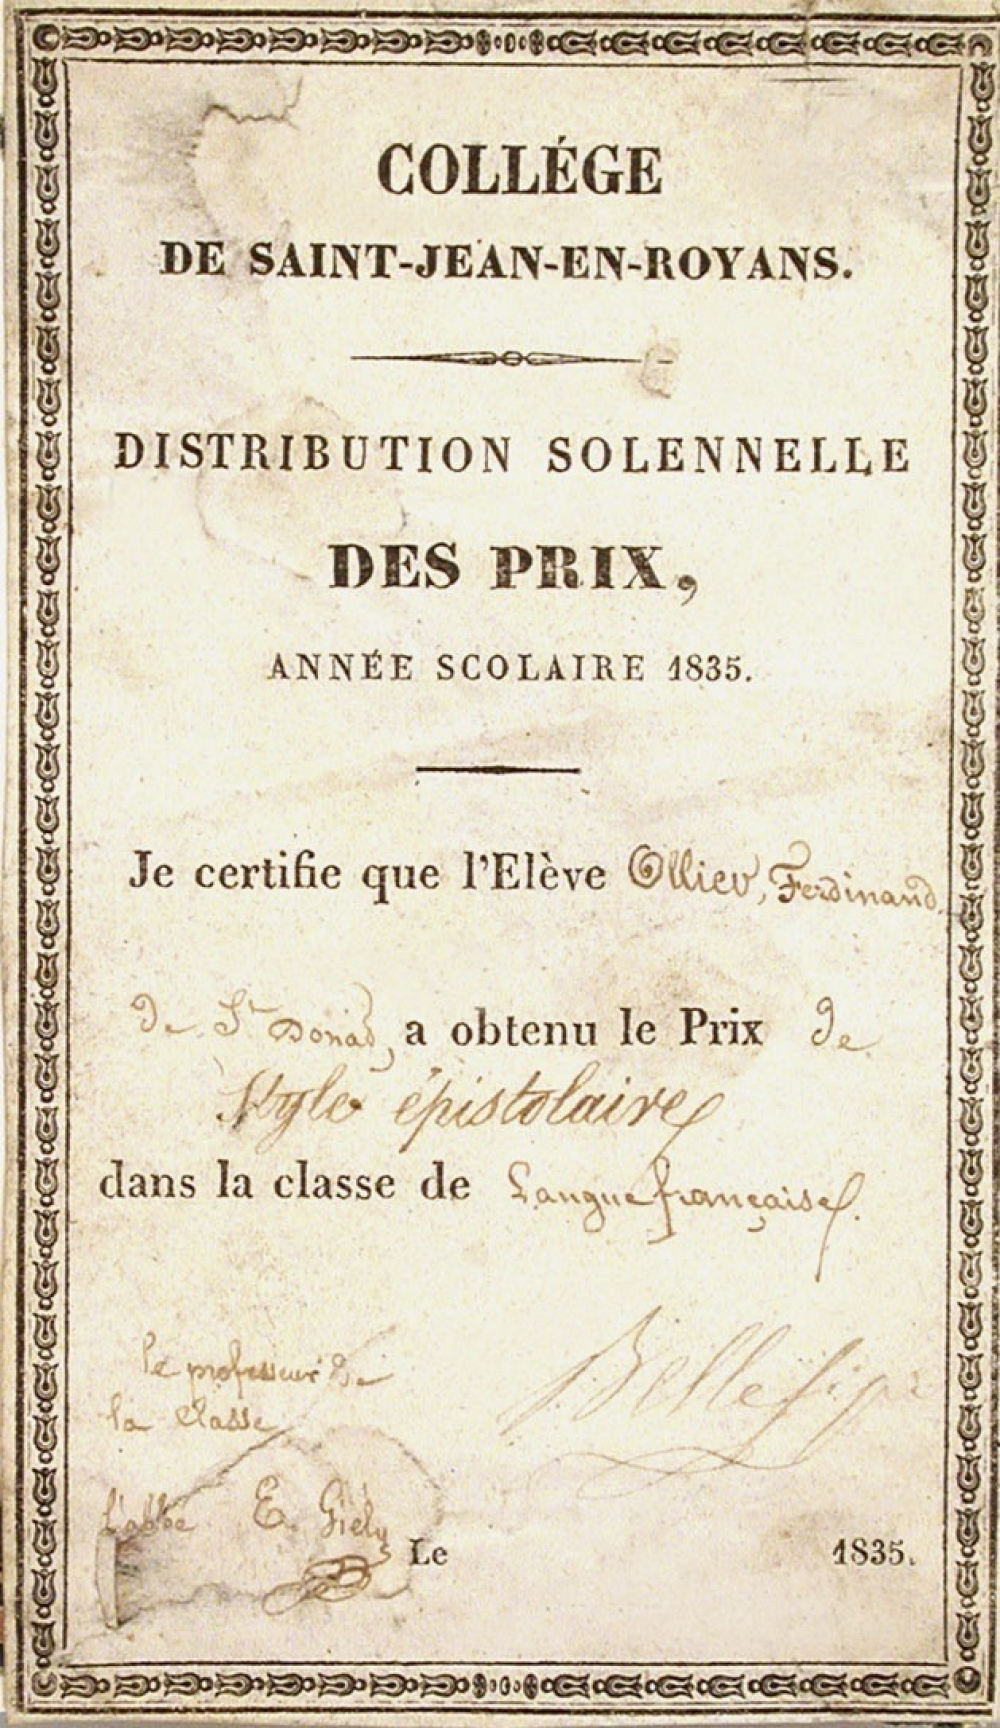 COLLÉGE
DE SAINT-JEAN-EN-ROYANS.
DISTRIBUTION SOLENNELLE
DES PRIX,
ANNÉE SCOLAIRE 1835.
Je certifie que l'Elève Ollier, Ferdinand
de St Donat, a obtenu le Prix de
Style épistolaire
dans la classe de Langue française.
le professeur de
la classe
L'abbé E. Giély
Le 1835.